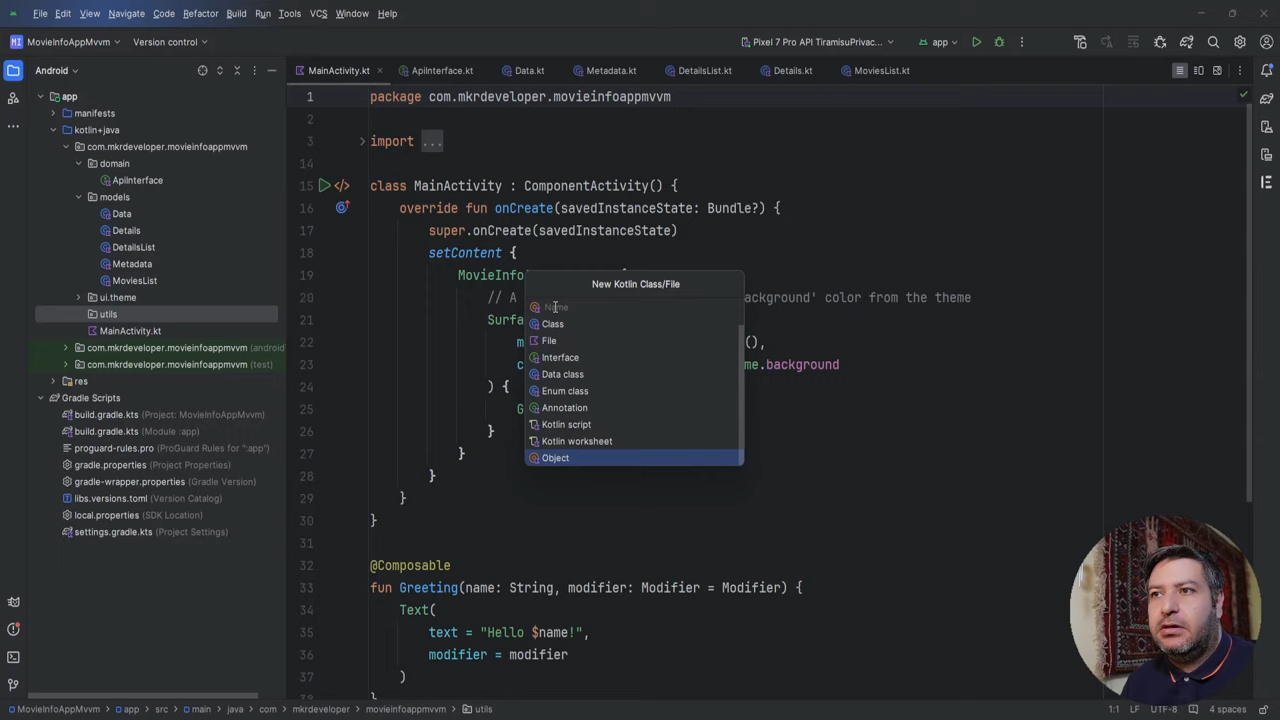 File Edit View Navigate Code Refactor Build Run Tools VCS Window Help
MI MovieInfoAppMvvm Version control Pixel 7 Pro API TiramisuPrivac... app
Android MainActivity.kt ApiInterface.kt Data.kt Metadata.kt DetailsList.kt Details.kt MoviesList.kt
app
manifests
kotlin+java
com.mkrdeveloper.movieinfoappmvvm
domain
ApiInterface
models
Data
Details
DetailsList
Metadata
MoviesList
ui.theme
utils
MainActivity.kt
com.mkrdeveloper.movieinfoappmvvm (android
com.mkrdeveloper.movieinfoappmvvm (test)
res
Gradle Scripts
build.gradle.kts (Project: MovieInfoAppMvvm)
build.gradle.kts (Module :app)
proguard-rules.pro (ProGuard Rules for ":app")
gradle.properties (Project Properties)
gradle-wrapper.properties (Gradle Version)
libs.versions.toml (Version Catalog)
local.properties (SDK Location)
settings.gradle.kts (Project Settings)
1 package com.mkrdeveloper.movieinfoappmvvm
2
3 import ...
14
15 class MainActivity : ComponentActivity() {
16 override fun onCreate(savedInstanceState: Bundle?) {
17 super.onCreate(savedInstanceState)
18 setContent {
19 MovieInfo {
20 // A ackground' color from the theme
21 Surfa
22 m (),
23 c me.background
24 ) {
25 G
26 }
27 }
28 }
29 }
30 }
31
32 @Composable
33 fun Greeting(name: String, modifier: Modifier = Modifier) {
34 Text(
35 text = "Hello $name!",
36 modifier = modifier
37 )
38 }
New Kotlin Class/File
Name
Class
File
Interface
Data class
Enum class
Annotation
Kotlin script
Kotlin worksheet
Object
MovieInfoAppMvvm app src main java com mkrdeveloper movieinfoappmvvm utils 1:1 LF UTF-8 4 spaces